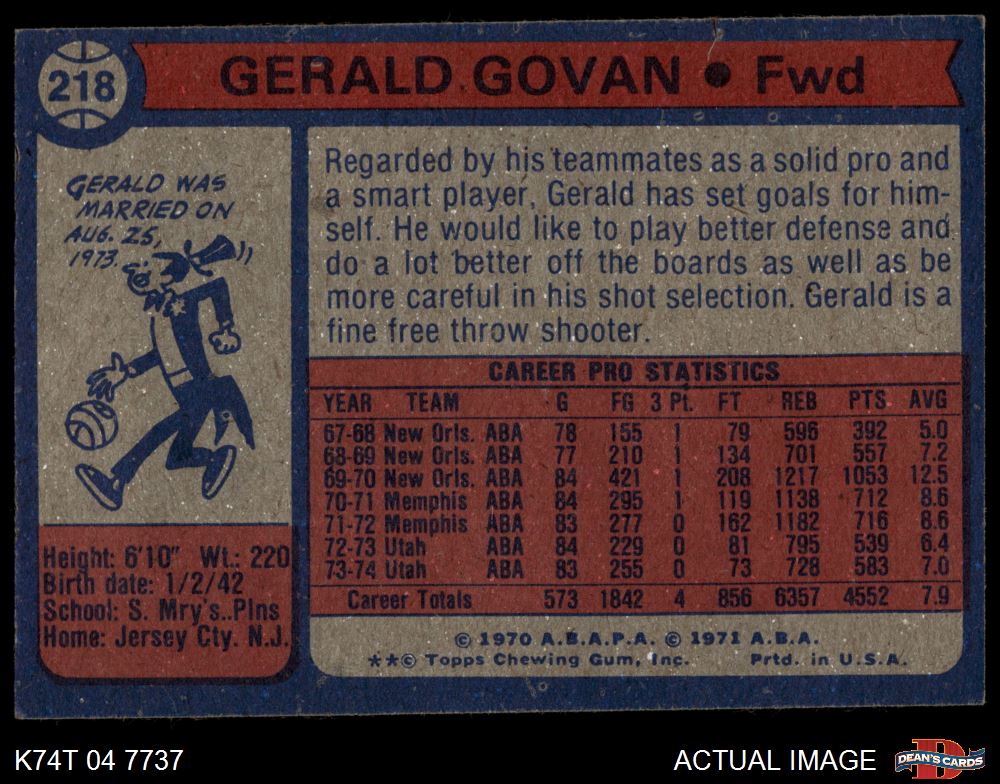 218
GERALD GOVAN • Fwd
GERALD WAS
MARRIED ON
AUG. 25,
1973.
Regarded by his teammates as a solid pro and
a smart player, Gerald has set goals for him-
self. He would like to play better defense and
do a lot better off the boards as well as be
more careful in his shot selection. Gerald is a
fine free throw shooter.
CAREER PRO STATISTICS
YEAR TEAM G FG 3 Pt. FT REB PTS. AVG
67-68 New Orls. ABA 78 155 1 79 596 392 5.0
68-69 New Orls. ABA 77 210 1 134 701 557 7.2
69-70 New Orls. ABA 84 421 1 208 1217 1053 12.5
70-71 Memphis ABA 84 295 1 119 1138 712 8.6
71-72 Memphis ABA 83 277 0 162 1182 716 8.6
72-73 Utah ABA 84 229 0 81 795 539 6.4
73-74 Utah ABA 83 255 0 73 728 583 7.0
Career Totals 573 1842 4 856 6357 4552 7.9
Height: 6'10" Wt.: 220
Birth date: 1/2/42
School: S. Mry's..Plns
Home: Jersey Cty. N.J.
© 1970 A.B.A.P.A. © 1971 A.B.A.
★★© Topps Chewing Gum, Inc. Prtd. in U.S.A.
K74T 04 7737
ACTUAL IMAGE
D
DEAN'S CARDS